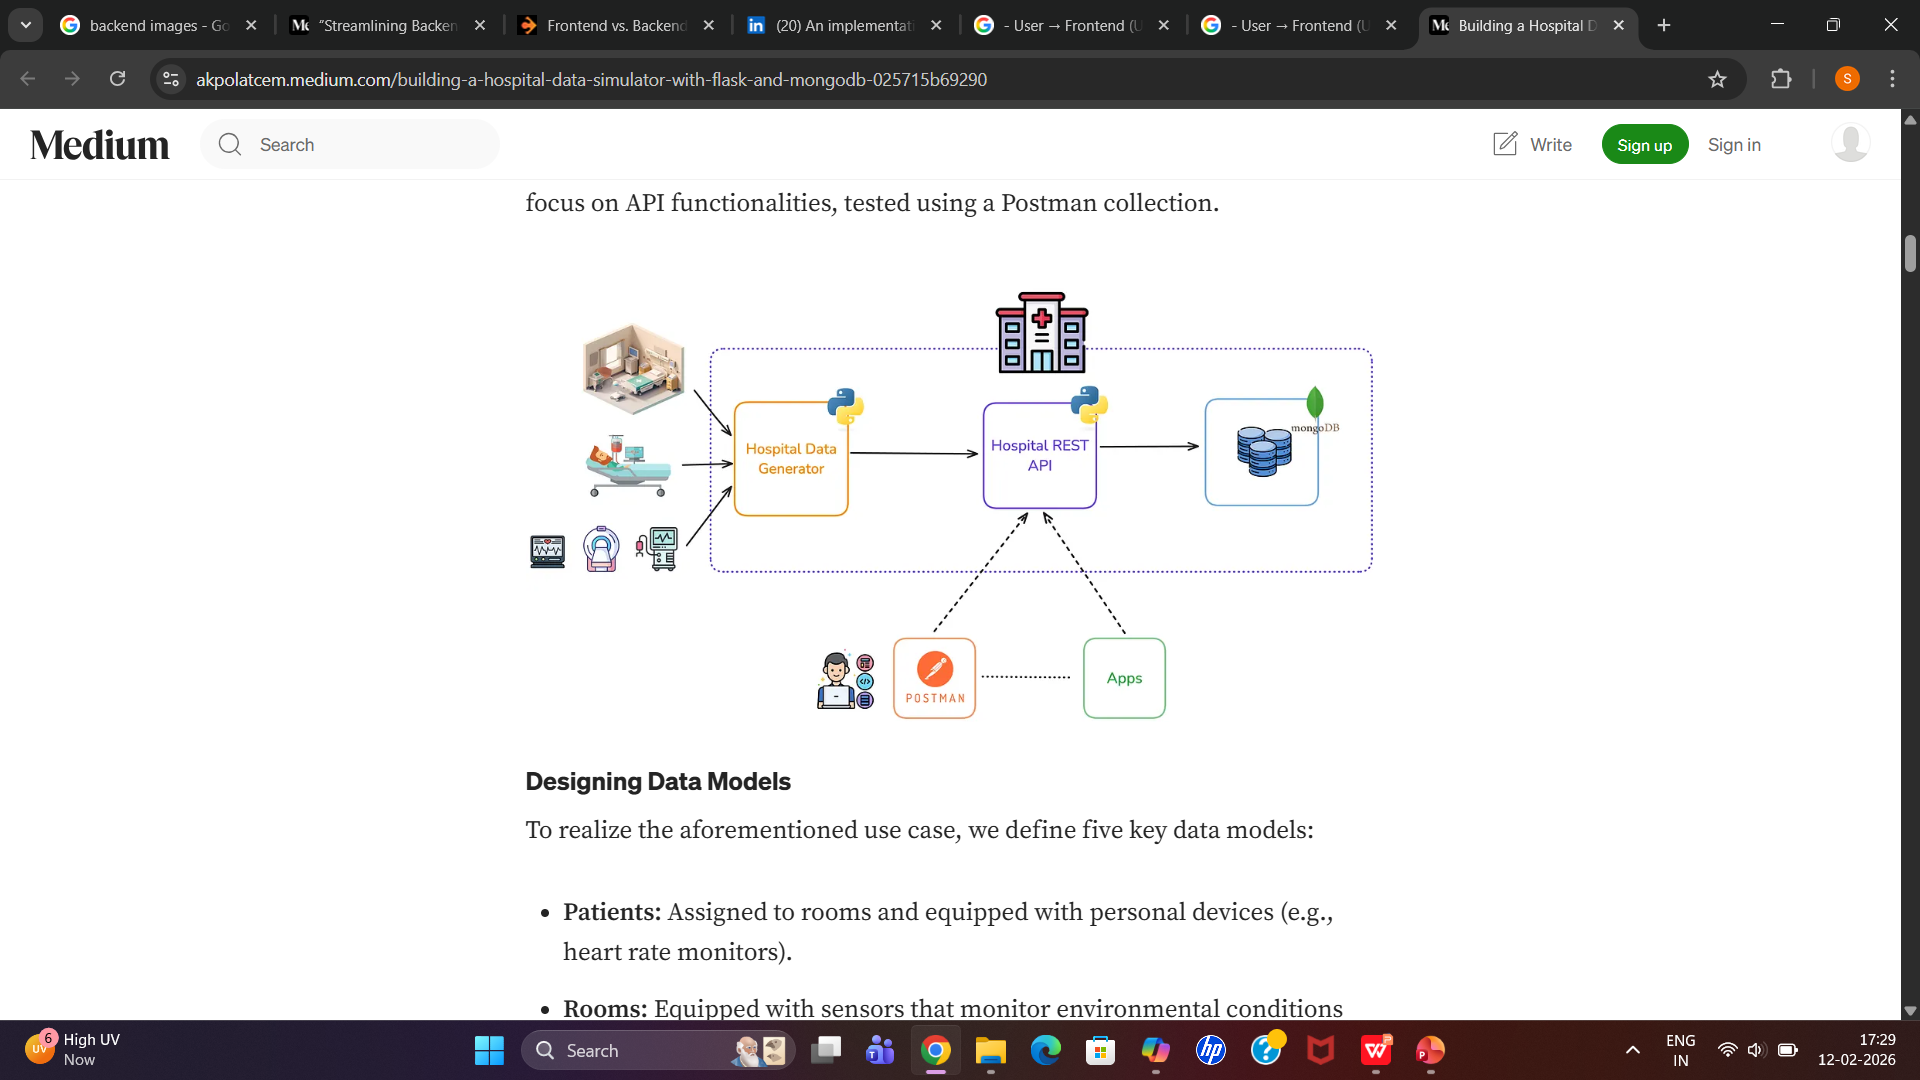 backend images - Go
"Streamlining Backen
Frontend vs. Backend
(20) An implementati
- User → Frontend (U
- User → Frontend (U
Building a Hospital D
akpolatcem.medium.com/building-a-hospital-data-simulator-with-flask-and-mongodb-025715b69290
S
Medium
Search
Write
Sign up
Sign in
focus on API functionalities, tested using a Postman collection.
Hospital Data
Generator
Hospital REST
API
mongoDB
POSTMAN
Apps
Designing Data Models
To realize the aforementioned use case, we define five key data models:
• Patients: Assigned to rooms and equipped with personal devices (e.g.,
heart rate monitors).
• Rooms: Equipped with sensors that monitor environmental conditions
6
UV
High UV
Now
Search
ENG
IN
17:29
12-02-2026